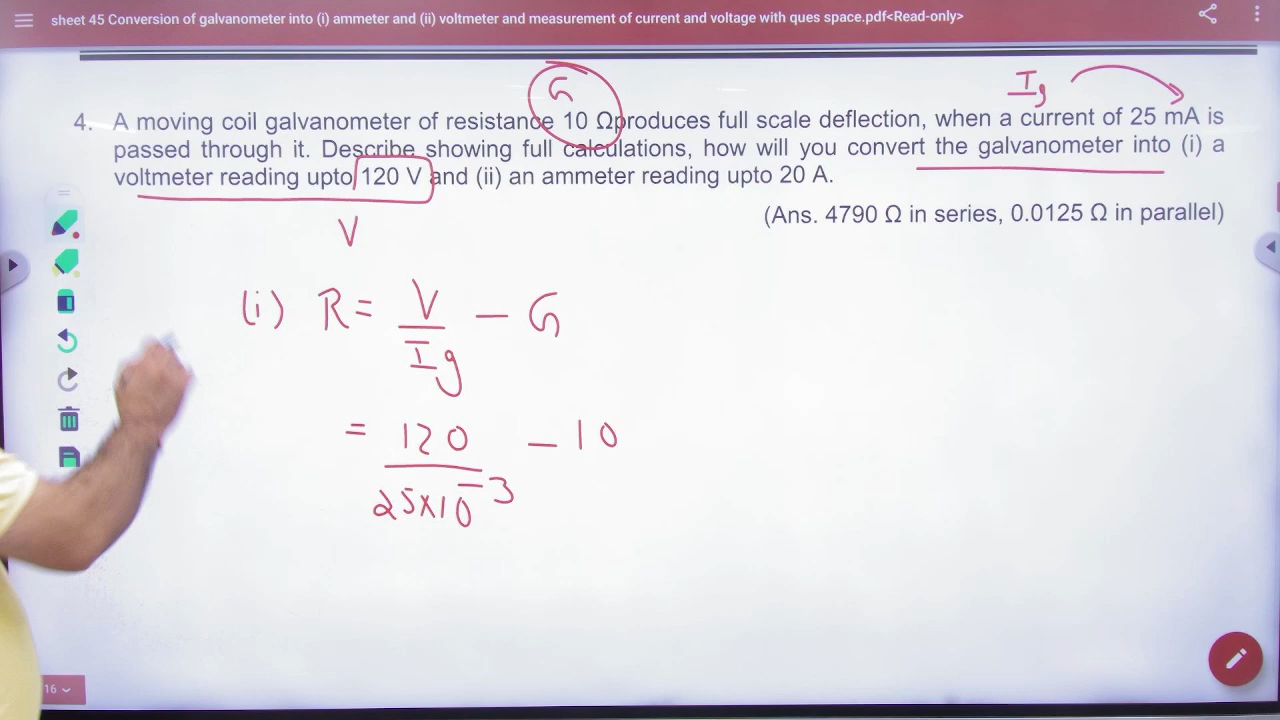 sheet 45 Conversion of galvanometer into (i) ammeter and (ii) voltmeter and measurement of current and voltage with ques space.pdf<Read-only>
G
Ig
4. A moving coil galvanometer of resistance 10 Ωproduces full scale deflection, when a current of 25 mA is
passed through it. Describe showing full calculations, how will you convert the galvanometer into (i) a
voltmeter reading upto 120 V and (ii) an ammeter reading upto 20 A.
(Ans. 4790 Ω in series, 0.0125 Ω in parallel)
V
(i) R = V/Ig - G
= 120/25×10⁻³ - 10
16